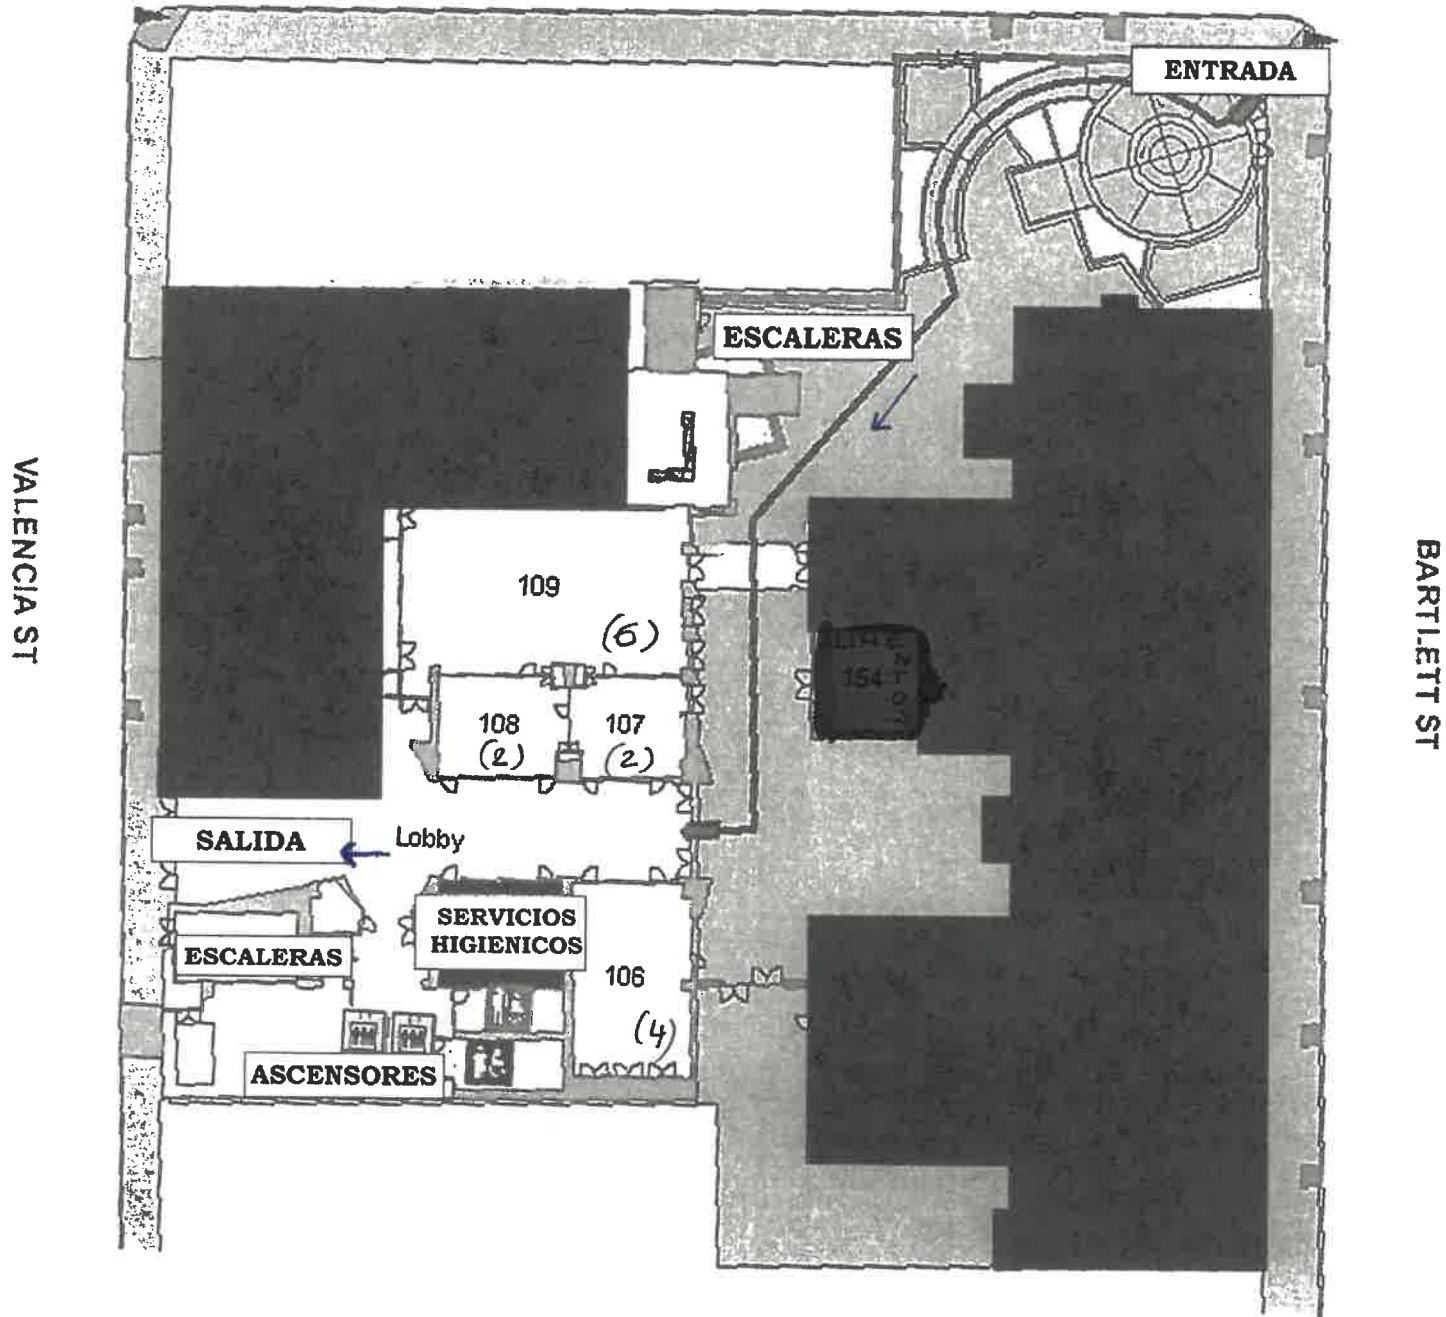 ENTRADA
ESCALERAS
VALENCIA ST
BARTLETT ST
109
(6)
108
(2)
107
(2)
154
SALIDA
Lobby
SERVICIOS
HIGIENICOS
ESCALERAS
106
(4)
ASCENSORES